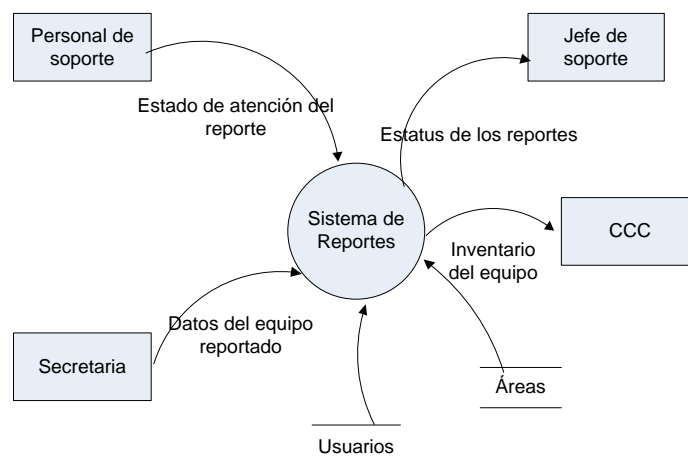 Personal de
soporte
Jefe de
soporte
Estado de atención del
reporte
Estatus de los reportes
Sistema de
Reportes
CCC
Inventario
del equipo
Datos del equipo
reportado
Secretaria
Áreas
Usuarios